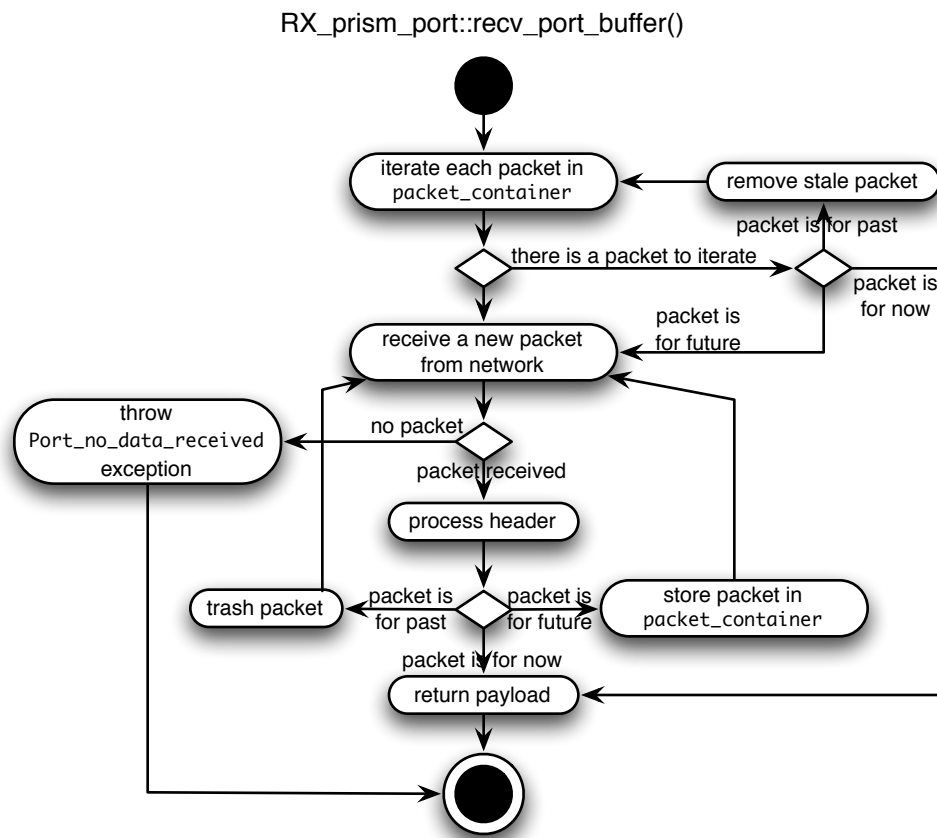 RX_prism_port::recv_port_buffer()
iterate each packet in
packet_container
remove stale packet
packet is for past
there is a packet to iterate
packet is
for now
packet is
for future
receive a new packet
from network
throw
Port_no_data_received
exception
no packet
packet received
process header
trash packet
packet is
for past
packet is
for future
store packet in
packet_container
packet is for now
return payload